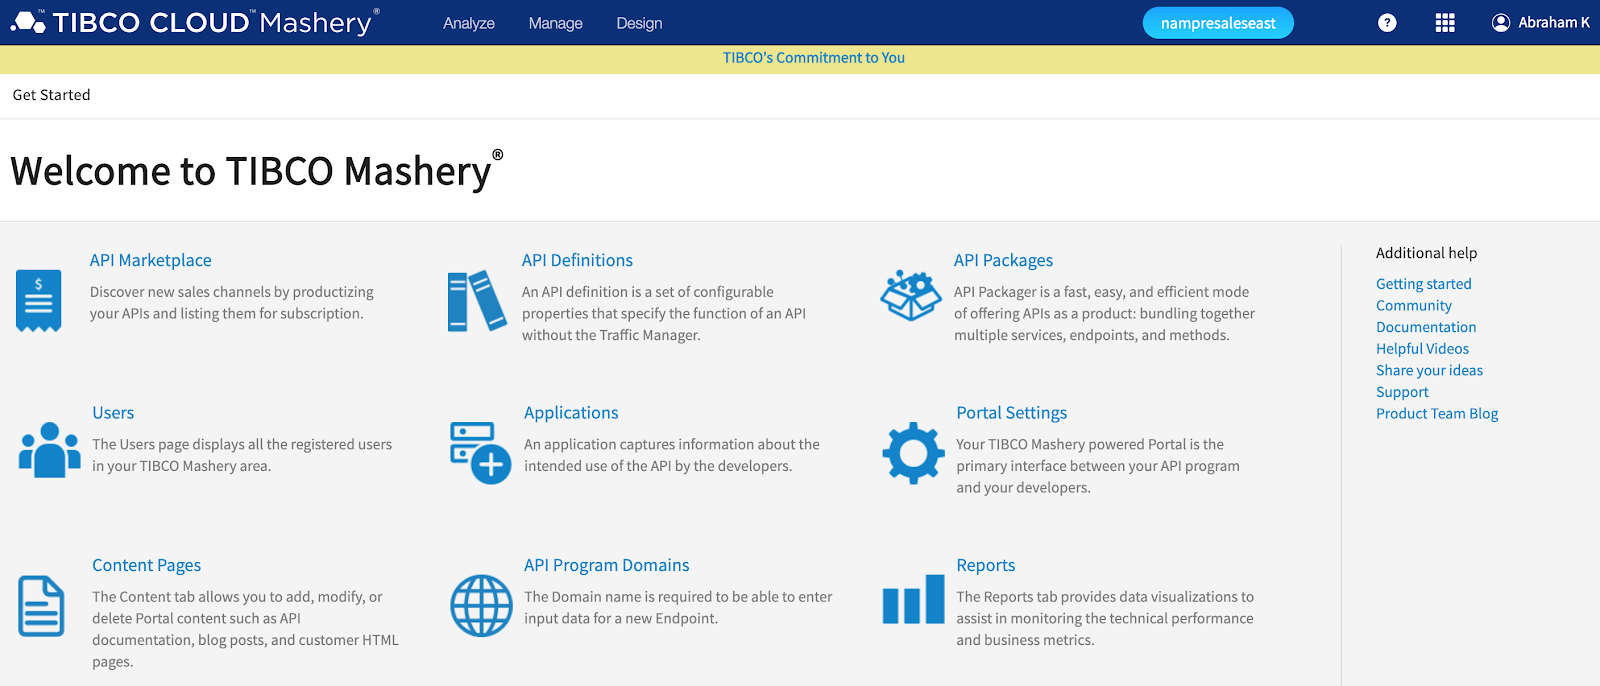 TIBCO CLOUD™ Mashery®
Analyze
Manage
Design
nampresaleseast
?
Abraham K
TIBCO's Commitment to You
Get Started
Welcome to TIBCO Mashery®
$
API Marketplace
Discover new sales channels by productizing
your APIs and listing them for subscription.
API Definitions
An API definition is a set of configurable
properties that specify the function of an API
without the Traffic Manager.
API Packages
API Packager is a fast, easy, and efficient mode
of offering APIs as a product: bundling together
multiple services, endpoints, and methods.
Users
The Users page displays all the registered users
in your TIBCO Mashery area.
Applications
An application captures information about the
intended use of the API by the developers.
Portal Settings
Your TIBCO Mashery powered Portal is the
primary interface between your API program
and your developers.
Content Pages
The Content tab allows you to add, modify, or
delete Portal content such as API
documentation, blog posts, and customer HTML
pages.
API Program Domains
The Domain name is required to be able to enter
input data for a new Endpoint.
Reports
The Reports tab provides data visualizations to
assist in monitoring the technical performance
and business metrics.
Additional help
Getting started
Community
Documentation
Helpful Videos
Share your ideas
Support
Product Team Blog